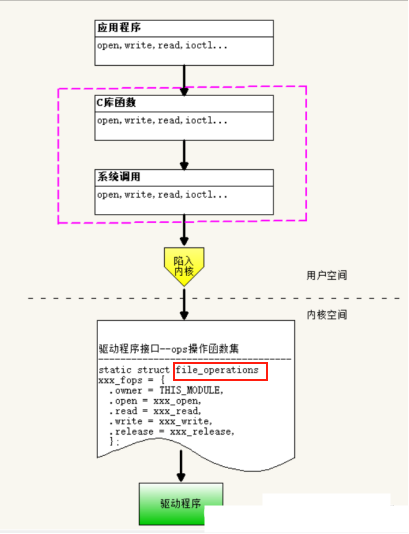 应用程序
open,write,read,ioctl...
C库函数
open,write,read,ioctl...
系统调用
open,write,read,ioctl...
陷入
内核
用户空间
内核空间
驱动程序接口--ops操作函数集
static struct file_operations
xxx_fops = {
.owner = THIS_MODULE,
.open = xxx_open,
.read = xxx_read,
.write = xxx_write,
.release = xxx_release,
};
驱动程序